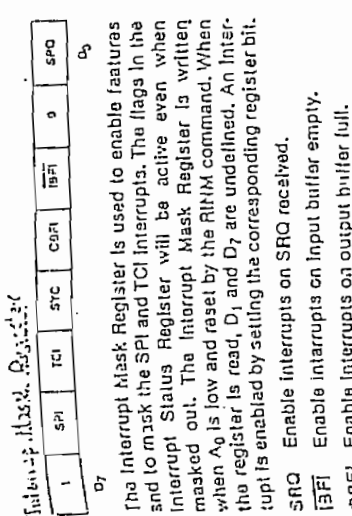 Interrupt Mask Register
1 SPI TCI SYC OBFI IBFI 0 SRQ
D7 D0
The Interrupt Mask Register is used to enable features
and to mask the SPI and TCI interrupts. The flags in the
Interrupt Status Register will be active even when
masked out. The Interrupt Mask Register is written
when A0 is low and reset by the RINM command. When
the register is read, D1 and D7 are undefined. An inter-
rupt is enabled by setting the corresponding register bit.
SRQ Enable interrupts on SRQ received.
IBFI Enable interrupts on input buffer empty.
OBFI Enable interrupts on output buffer full.